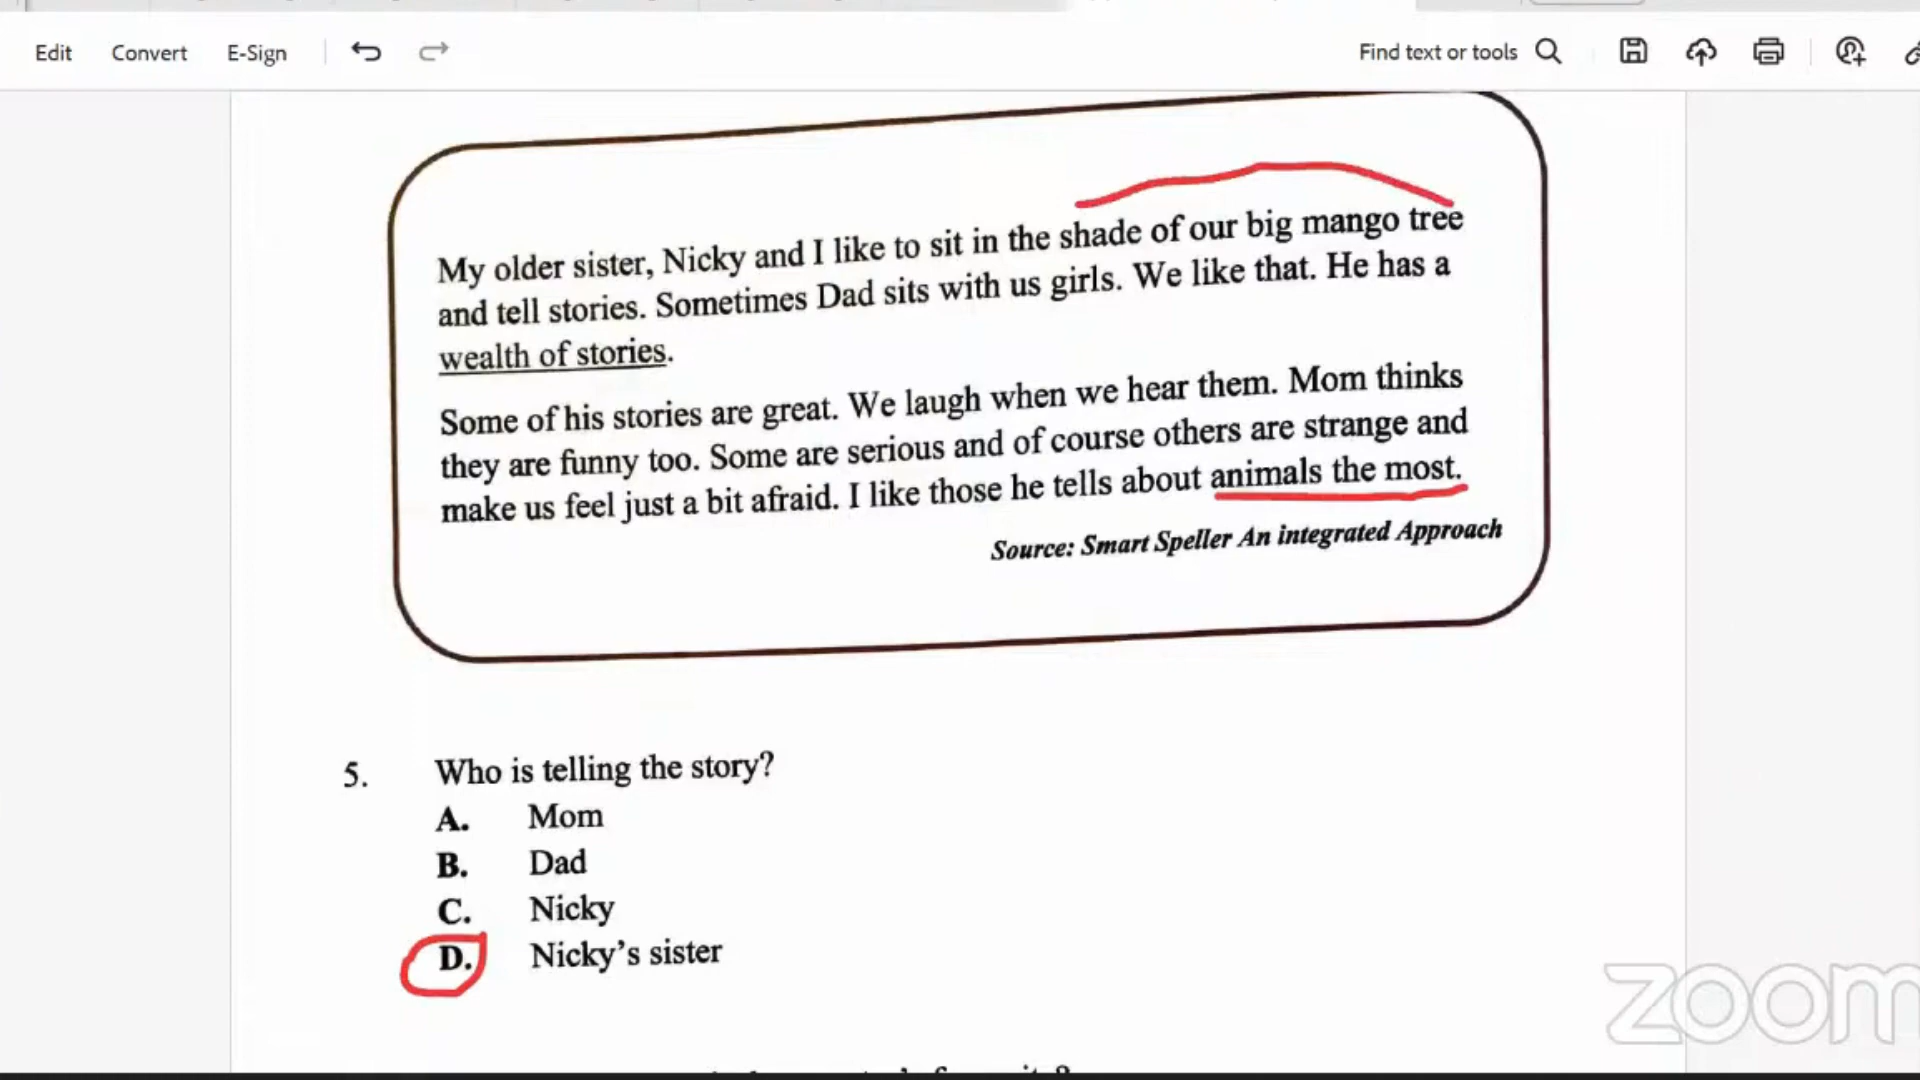 Edit Convert E-Sign Find text or tools
My older sister, Nicky and I like to sit in the shade of our big mango tree
and tell stories. Sometimes Dad sits with us girls. We like that. He has a
wealth of stories.
Some of his stories are great. We laugh when we hear them. Mom thinks
they are funny too. Some are serious and of course others are strange and
make us feel just a bit afraid. I like those he tells about animals the most.
Source: Smart Speller An integrated Approach
5. Who is telling the story?
A. Mom
B. Dad
C. Nicky
D. Nicky's sister
zoom